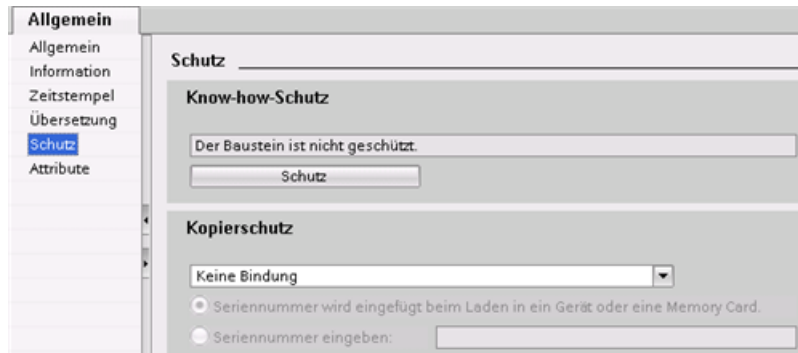 Allgemein
Allgemein
Information
Zeitstempel
Übersetzung
Schutz
Attribute
Schutz
Know-how-Schutz
Der Baustein ist nicht geschützt.
Schutz
Kopierschutz
Keine Bindung
Seriennummer wird eingefügt beim Laden in ein Gerät oder eine Memory Card.
Seriennummer eingeben: